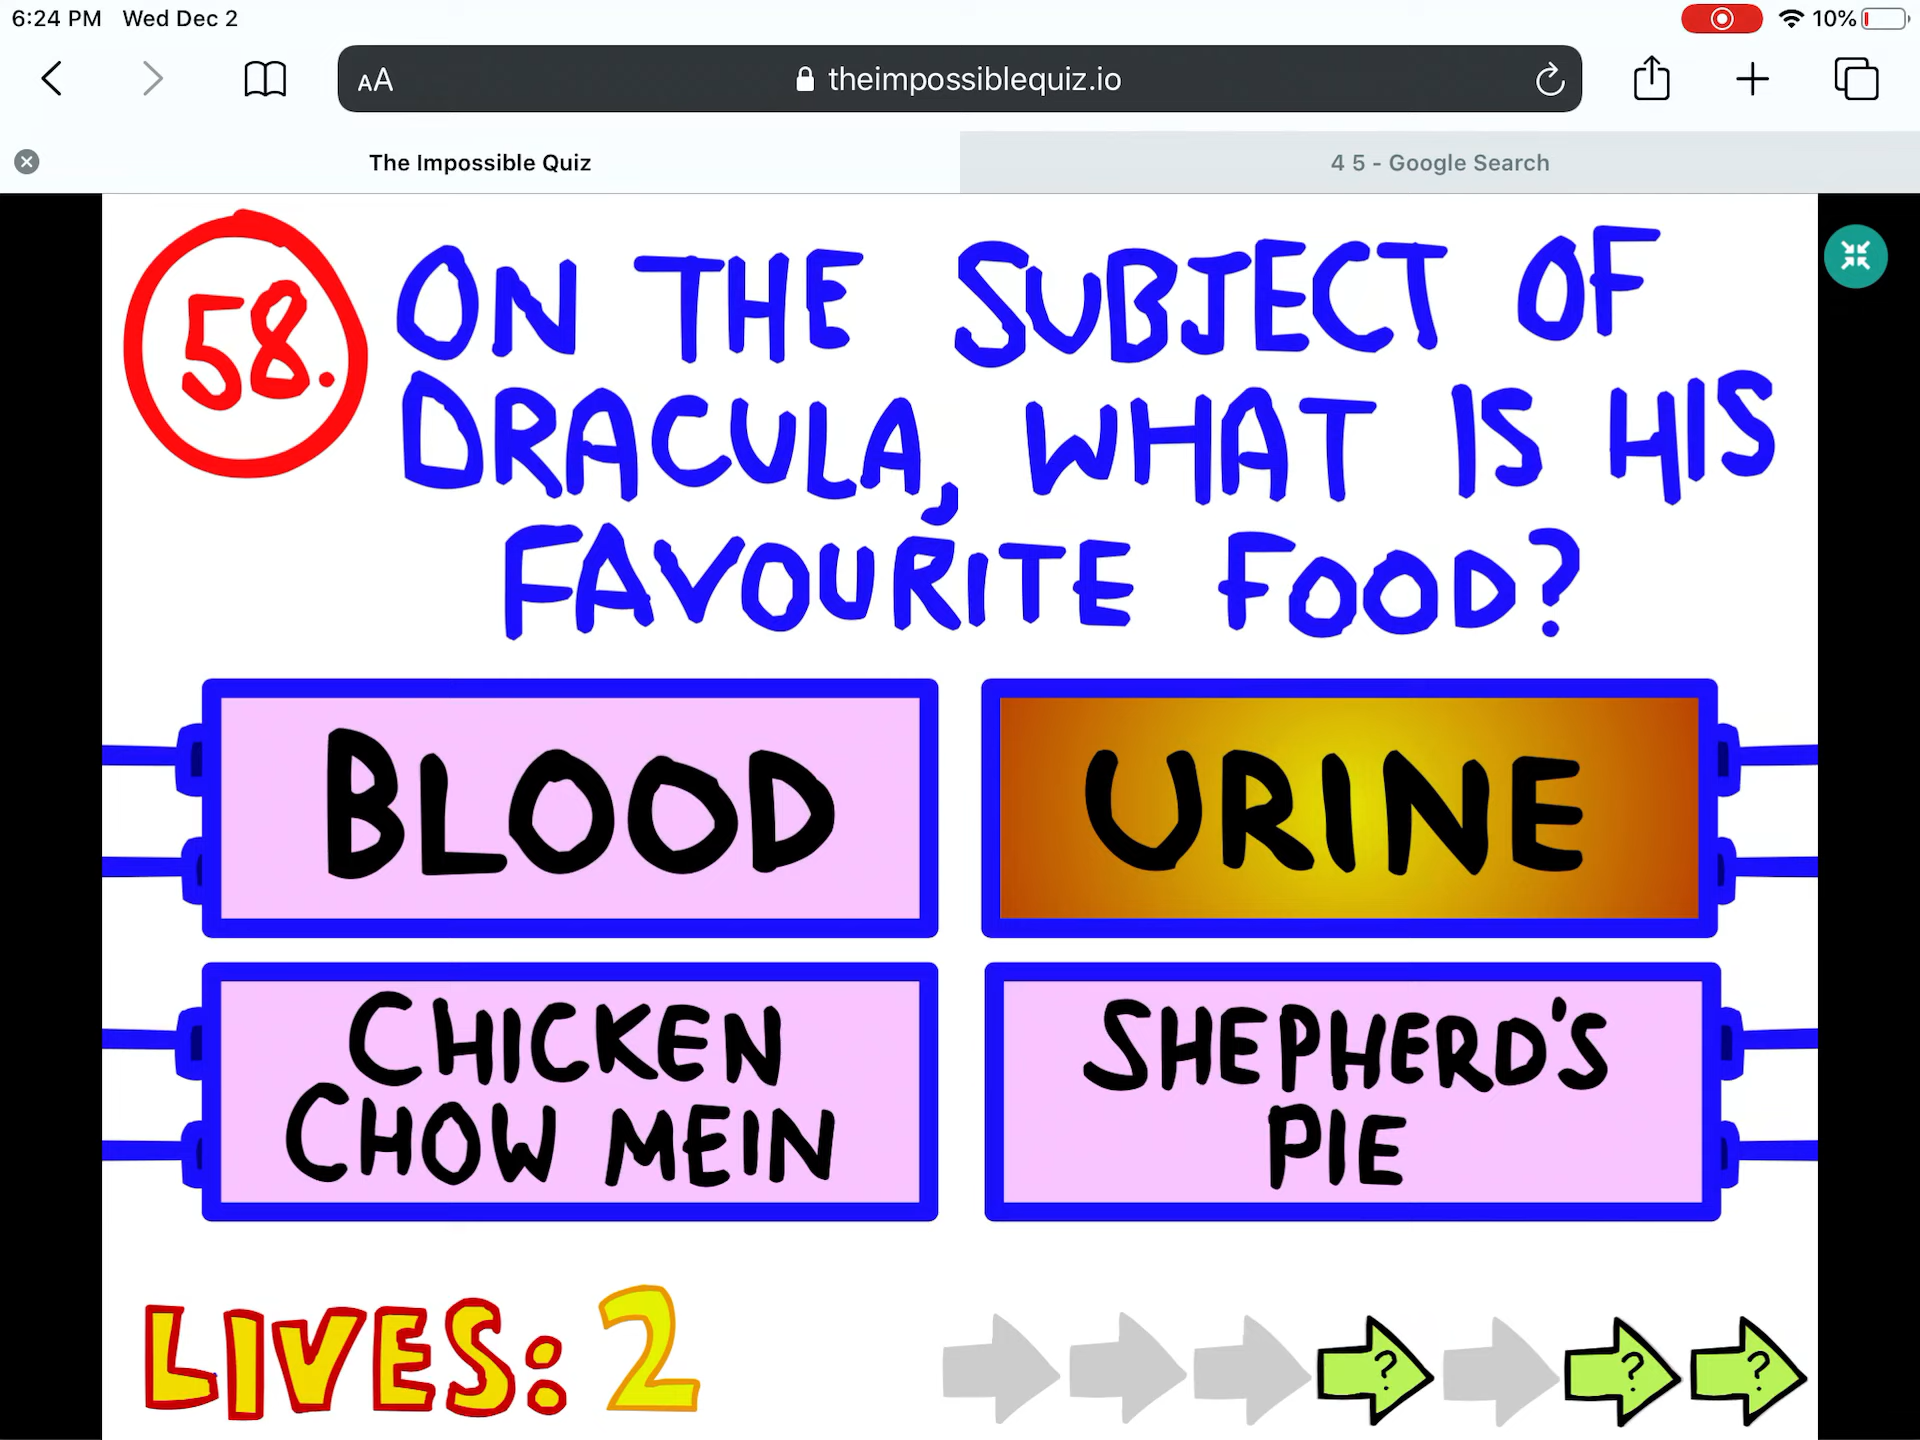 6:24 PM Wed Dec 2
10%
AA
theimpossiblequiz.io
The Impossible Quiz
4 5 - Google Search
58.
ON THE SUBJECT OF
DRACULA, WHAT IS HIS
FAVOURITE FOOD?
BLOOD
URINE
CHICKEN
CHOW MEIN
SHEPHERD'S
PIE
LIVES: 2
? ? ?